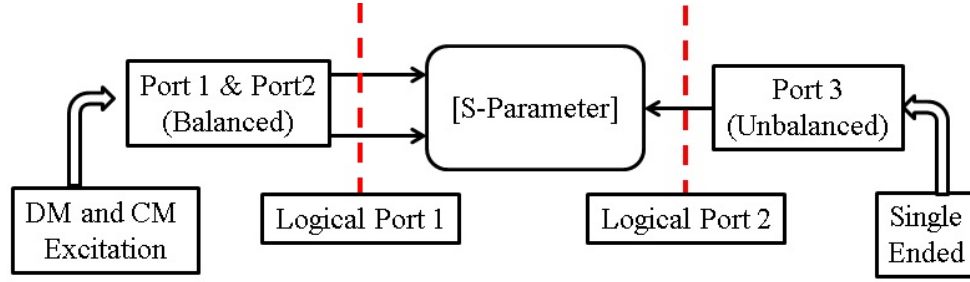 Port 1 & Port2
(Balanced)
[S-Parameter]
Port 3
(Unbalanced)
DM and CM
Excitation
Logical Port 1
Logical Port 2
Single
Ended